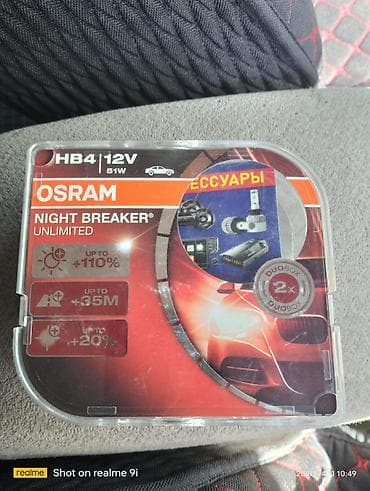 HB4 12V
51W
ЕССУАРЫ
OSRAM
NIGHT BREAKER®
UNLIMITED
UP TO
+110%
UP TO
+35M
UP TO
+20%
DUOBOX
2x
DUOBOX
realme Shot on realme 9i
10:49